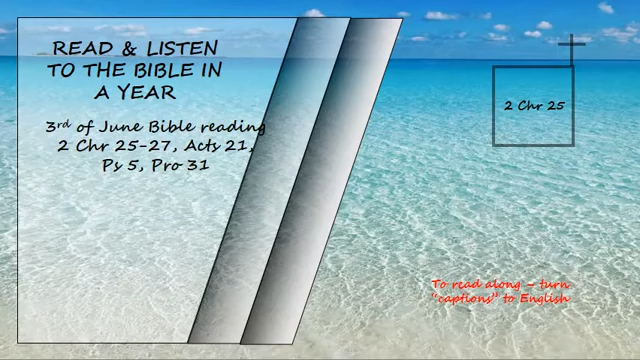 READ & LISTEN
TO THE BIBLE IN
A YEAR
3rd of June Bible reading
2 Chr 25-27, Acts 21,
Ps 5, Pro 31
2 Chr 25
To read along – turn
“captions” to English